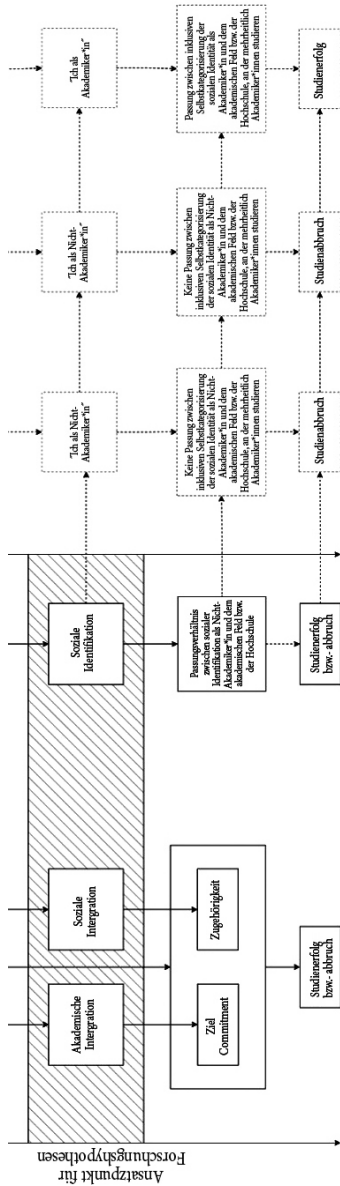 Ansatzpunkt für
Forschungshypothesen
Akademische
Intergration
Soziale
Intergration
Soziale
Identifikation
"Ich als Nicht-
Akademiker*in"
"Ich als Nicht-
Akademiker*in"
"Ich als
Akademiker*in"
Ziel
Commitment
Zugehörigkeit
Passungsverhältnis
zwischen sozialer
Identifikation als Nicht-
Akademiker*in und dem
akademischen Feld bzw.
der Hochschule
Keine Passung zwischen
inklusiven Selbstkategorisierung
der sozialen Identität als Nicht-
Akademiker*in und dem
akademischen Feld bzw. der
Hochschule, an der mehrheitlich
Akademiker*innen studieren
Keine Passung zwischen
inklusiven Selbstkategorisierung
der sozialen Identität als Nicht-
Akademiker*in und dem
akademischen Feld bzw. der
Hochschule, an der mehrheitlich
Akademiker*innen studieren
Passung zwischen inklusiven
Selbstkategorisierung der
sozialen Identität als
Akademiker*in und dem
akademischen Feld bzw. der
Hochschule, an der mehrheitlich
Akademiker*innen studieren
Studienerfolg
bzw.- abbruch
Studienerfolg
bzw.- abbruch
Studienabbruch
Studienabbruch
Studienerfolg